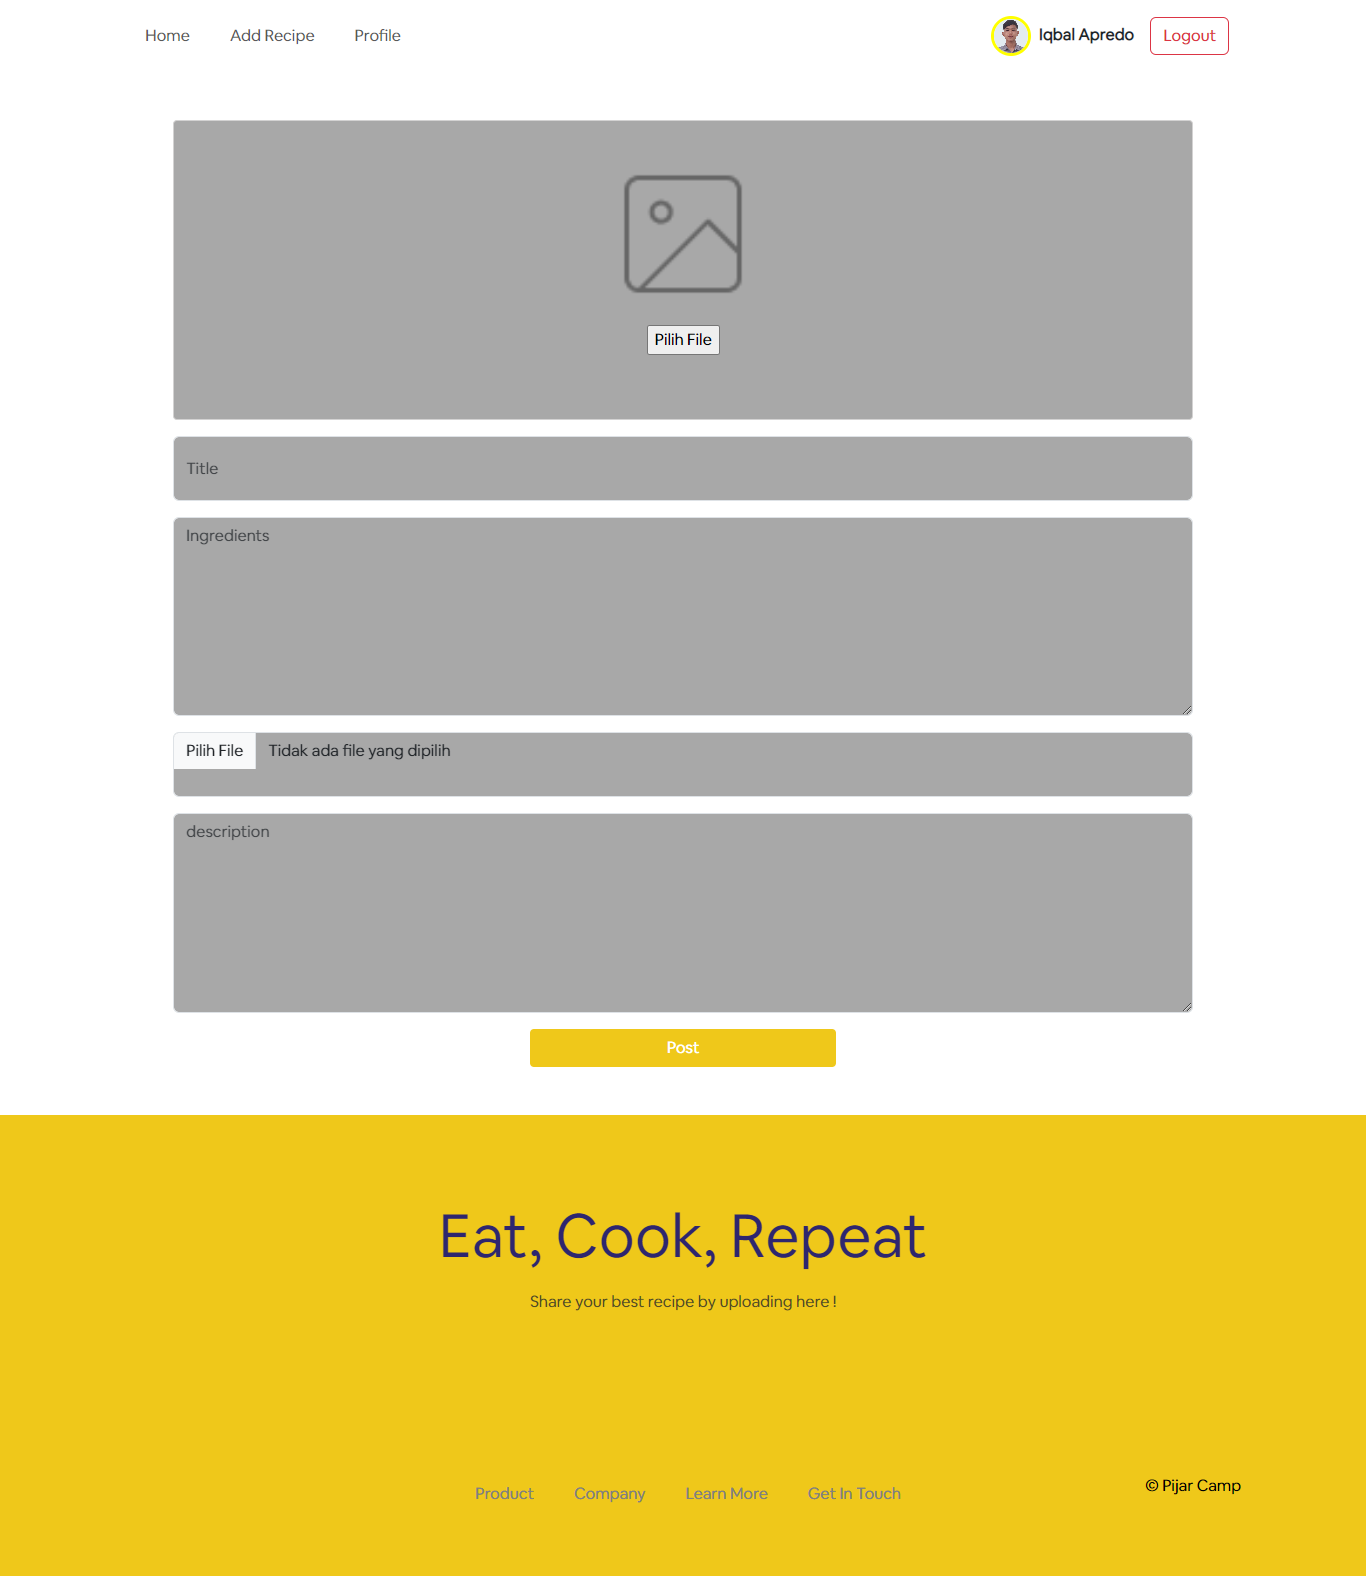 Home Add Recipe Profile Iqbal Apredo Logout
Pilih File
Title
Ingredients
Pilih File Tidak ada file yang dipilih
description
Post
Eat, Cook, Repeat
Share your best recipe by uploading here !
Product Company Learn More Get In Touch © Pijar Camp